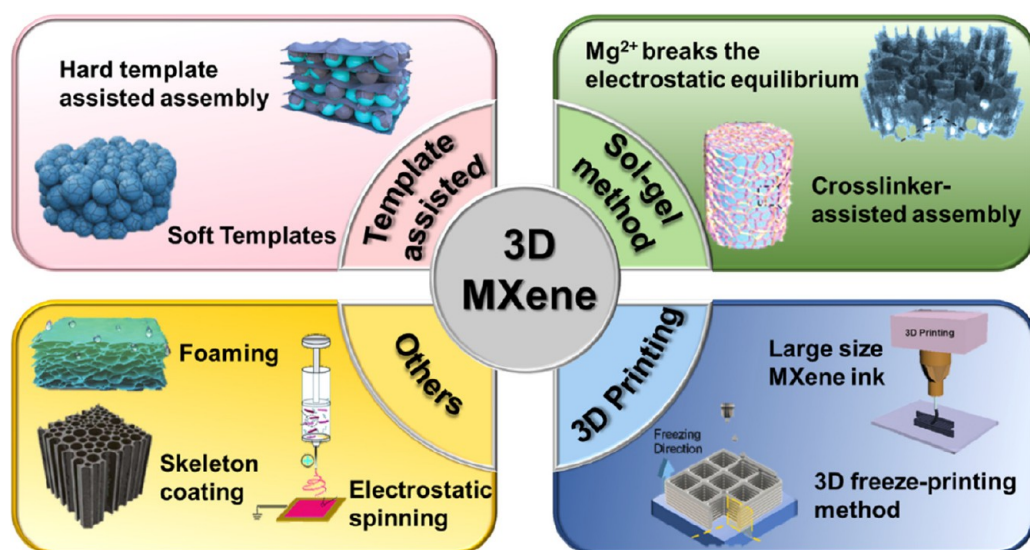 Hard template
assisted assembly
Soft Templates
Template
assisted
Mg²⁺ breaks the
electrostatic equilibrium
Crosslinker-
assisted assembly
Sol-gel
method
3D
MXene
Foaming
Skeleton
coating
Electrostatic
spinning
Others
3D Printing
Large size
MXene ink
3D Printing
Freezing
Direction
3D freeze-printing
method